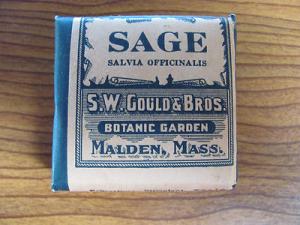 SAGE
SALVIA OFFICINALIS
S.W. GOULD & BROS.
BOTANIC GARDEN
MALDEN, MASS.